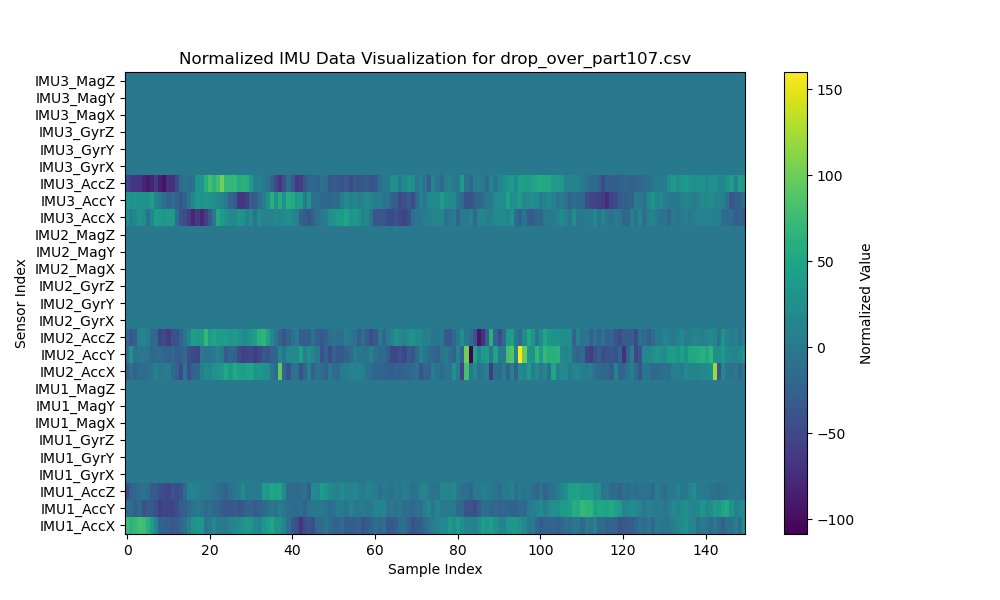 Normalized IMU Data Visualization for drop_over_part107.csv
IMU3_MagZ
IMU3_MagY
IMU3_MagX
IMU3_GyrZ
IMU3_GyrY
IMU3_GyrX
IMU3_AccZ
IMU3_AccY
IMU3_AccX
IMU2_MagZ
IMU2_MagY
IMU2_MagX
IMU2_GyrZ
IMU2_GyrY
IMU2_GyrX
IMU2_AccZ
IMU2_AccY
IMU2_AccX
IMU1_MagZ
IMU1_MagY
IMU1_MagX
IMU1_GyrZ
IMU1_GyrY
IMU1_GyrX
IMU1_AccZ
IMU1_AccY
IMU1_AccX
Sensor Index
0 20 40 60 80 100 120 140
Sample Index
150
100
50
0
−50
−100
Normalized Value